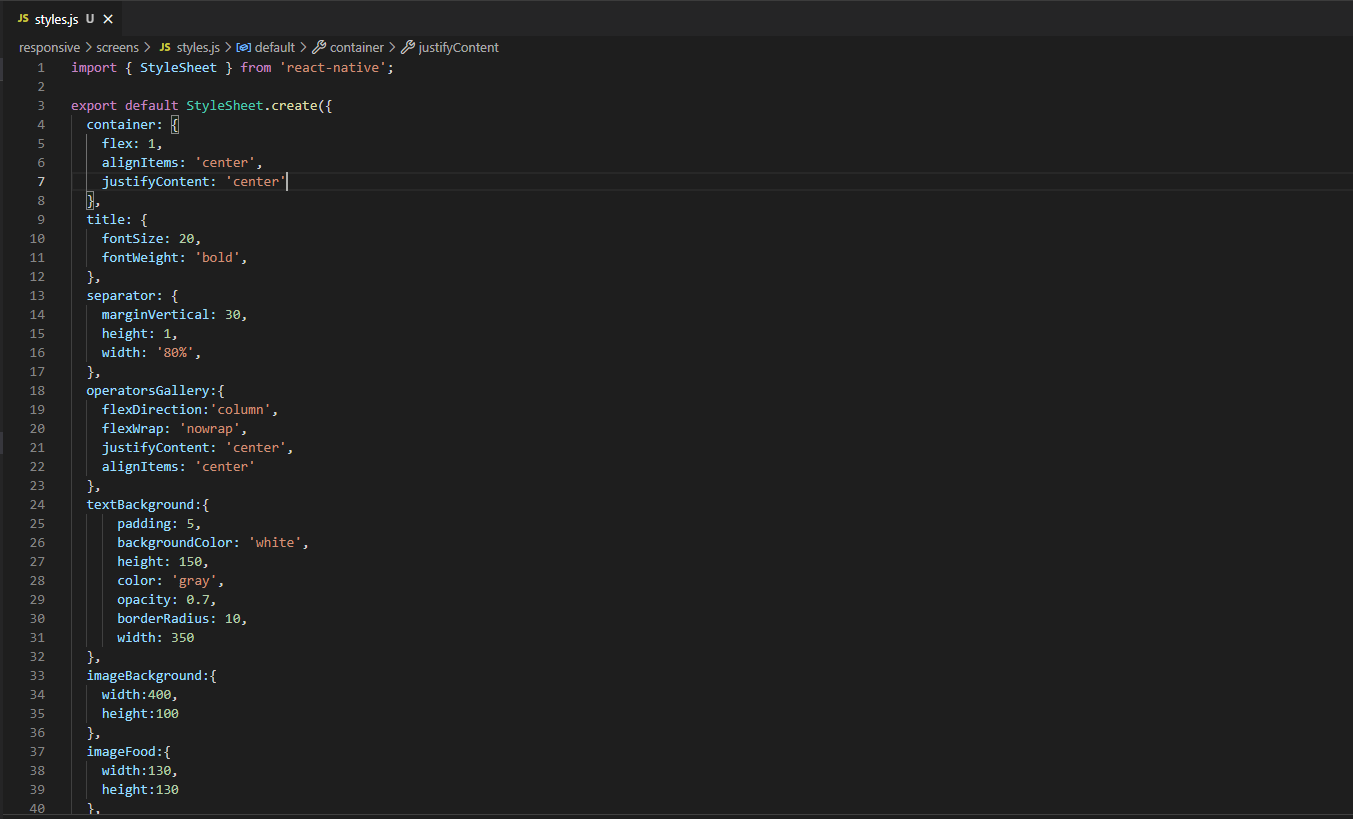 JS styles.js U
responsive > screens > JS styles.js > default > container > justifyContent
1 import { StyleSheet } from 'react-native';
2
3 export default StyleSheet.create({
4   container: {
5     flex: 1,
6     alignItems: 'center',
7     justifyContent: 'center'
8   },
9   title: {
10     fontSize: 20,
11     fontWeight: 'bold',
12   },
13   separator: {
14     marginVertical: 30,
15     height: 1,
16     width: '80%',
17   },
18   operatorsGallery:{
19     flexDirection:'column',
20     flexWrap: 'nowrap',
21     justifyContent: 'center',
22     alignItems: 'center'
23   },
24   textBackground:{
25       padding: 5,
26       backgroundColor: 'white',
27       height: 150,
28       color: 'gray',
29       opacity: 0.7,
30       borderRadius: 10,
31       width: 350
32   },
33   imageBackground:{
34     width:400,
35     height:100
36   },
37   imageFood:{
38     width:130,
39     height:130
40   },